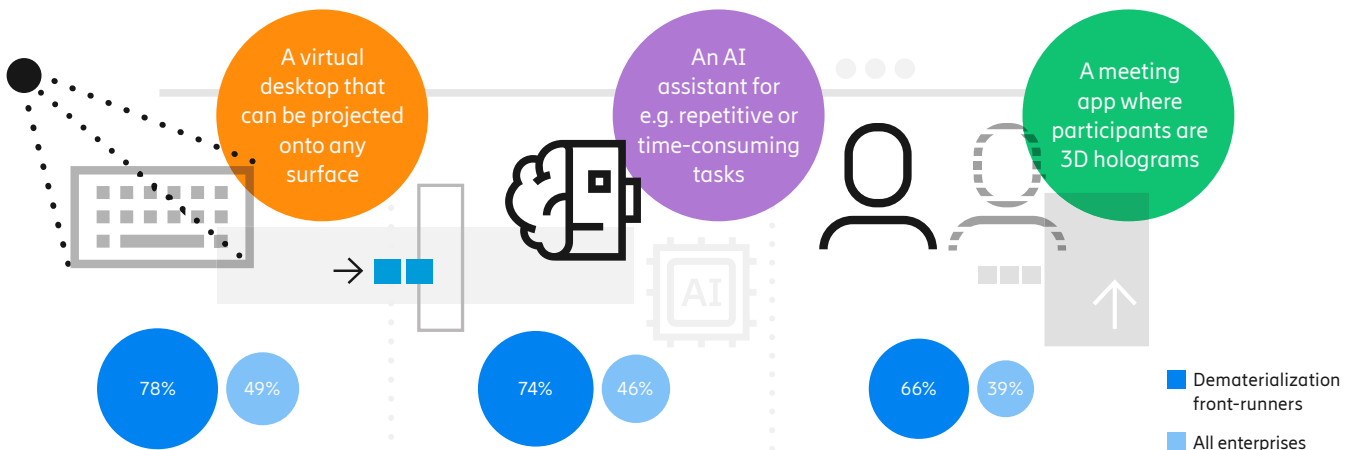 A virtual
desktop that
can be projected
onto any
surface
An AI
assistant for
e.g. repetitive or
time-consuming
tasks
A meeting
app where
participants are
3D holograms
AI
78%
49%
74%
46%
66%
39%
Dematerialization
front-runners
All enterprises